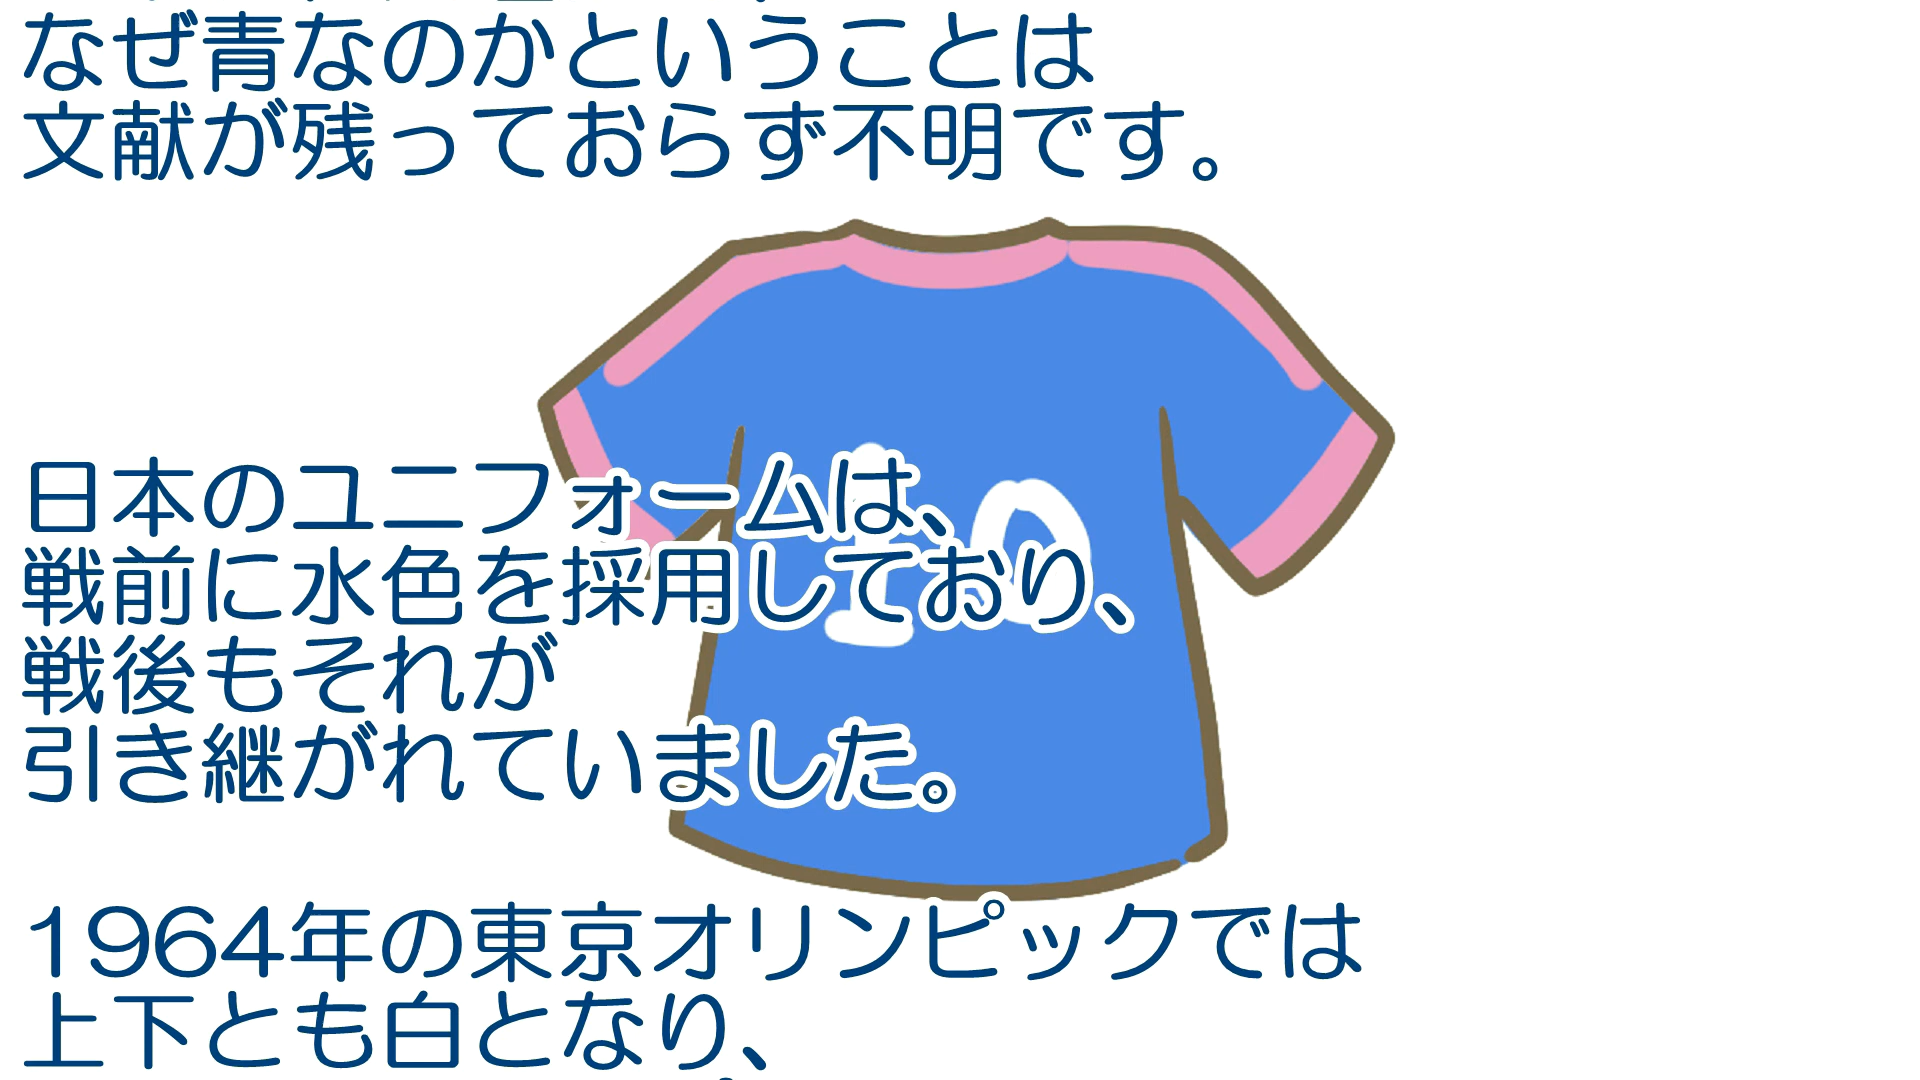 なぜ青なのかということは
文献が残っておらず不明です。
日本のユニフォームは、
戦前に水色を採用しており、
戦後もそれが
引き継がれていました。
1964年の東京オリンピックでは
上下とも白となり、
10